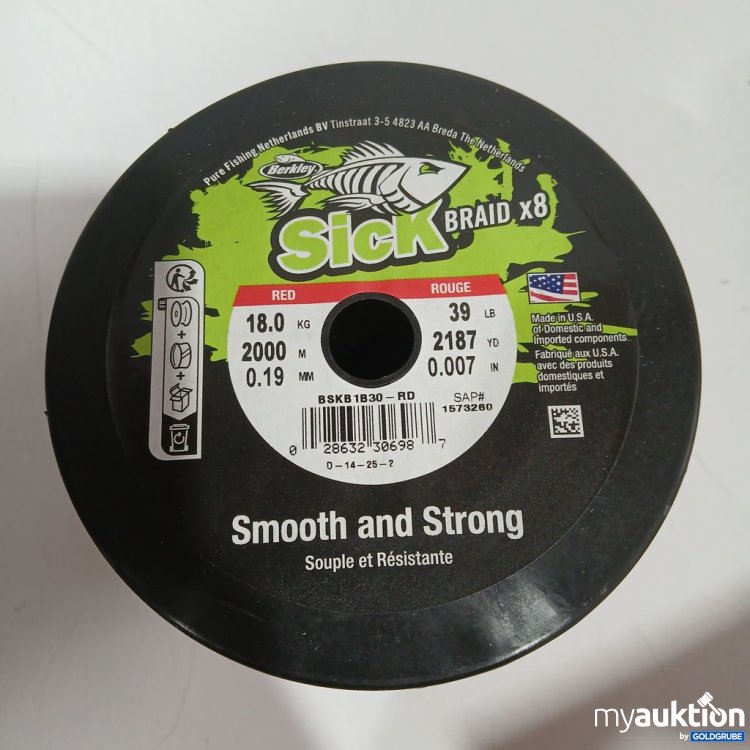 Pure Fishing Netherlands BV Tinstraat 3-5 4823 AA Breda The Netherlands
Berkley
Sick BRAID x8
RED ROUGE
18.0 KG 39 LB
2000 M 2187 YD
0.19 MM 0.007 IN
BSKB1B30-RD
SAP#
1573260
0 28632 30698 7
D-14-25-2
FR
+
+
Made in U.S.A.
of Domestic and
imported components
Fabriqué aux U.S.A.
avec des produits
domestiques et
importés
Smooth and Strong
Souple et Résistante
myauktion
by GOLDGRUBE